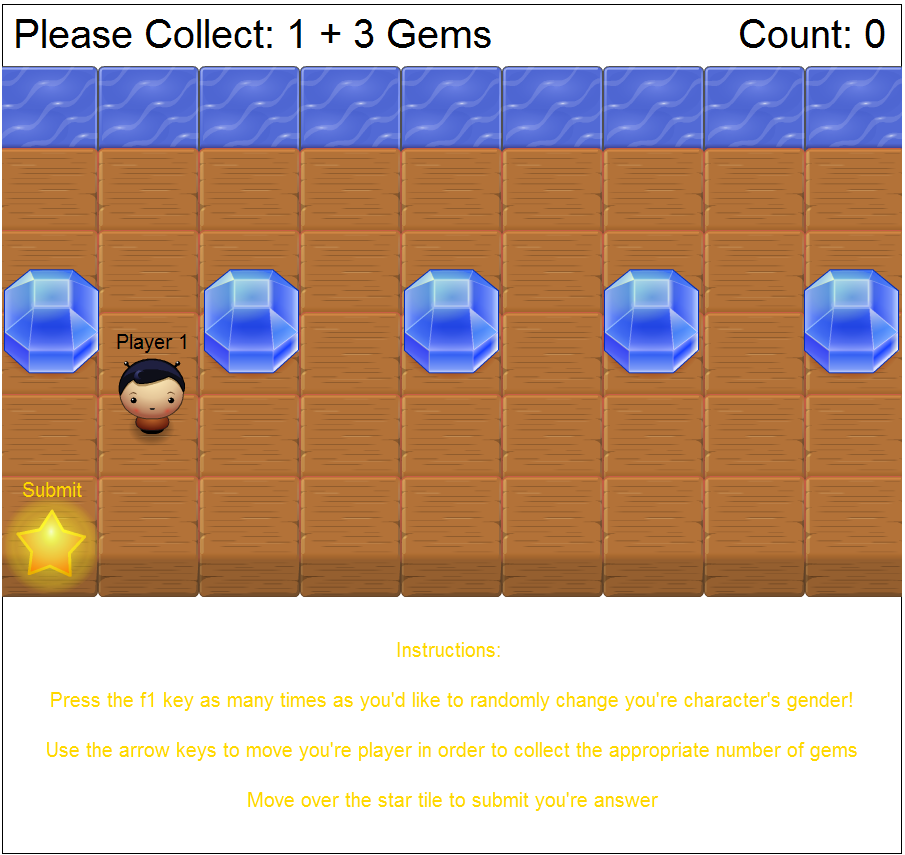 Please Collect: 1 + 3 Gems Count: 0
Player 1
Submit
Instructions:
Press the f1 key as many times as you'd like to randomly change you're character's gender!
Use the arrow keys to move you're player in order to collect the appropriate number of gems
Move over the star tile to submit you're answer